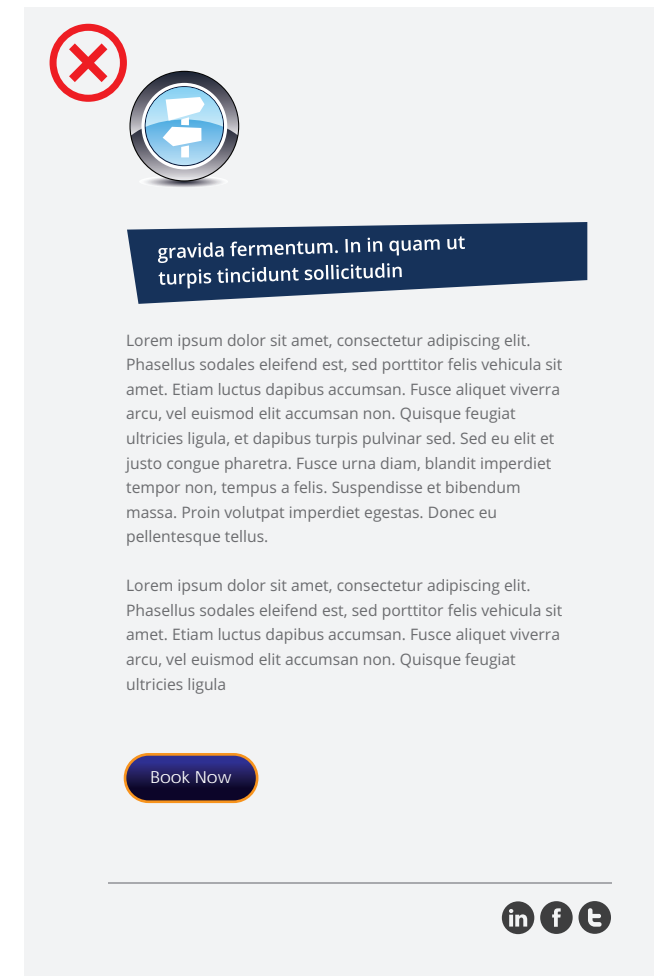 gravida fermentum. In in quam ut
turpis tincidunt sollicitudin
Lorem ipsum dolor sit amet, consectetur adipiscing elit.
Phasellus sodales eleifend est, sed porttitor felis vehicula sit
amet. Etiam luctus dapibus accumsan. Fusce aliquet viverra
arcu, vel euismod elit accumsan non. Quisque feugiat
ultricies ligula, et dapibus turpis pulvinar sed. Sed eu elit et
justo congue pharetra. Fusce urna diam, blandit imperdiet
tempor non, tempus a felis. Suspendisse et bibendum
massa. Proin volutpat imperdiet egestas. Donec eu
pellentesque tellus.
Lorem ipsum dolor sit amet, consectetur adipiscing elit.
Phasellus sodales eleifend est, sed porttitor felis vehicula sit
amet. Etiam luctus dapibus accumsan. Fusce aliquet viverra
arcu, vel euismod elit accumsan non. Quisque feugiat
ultricies ligula
Book Now
in f t